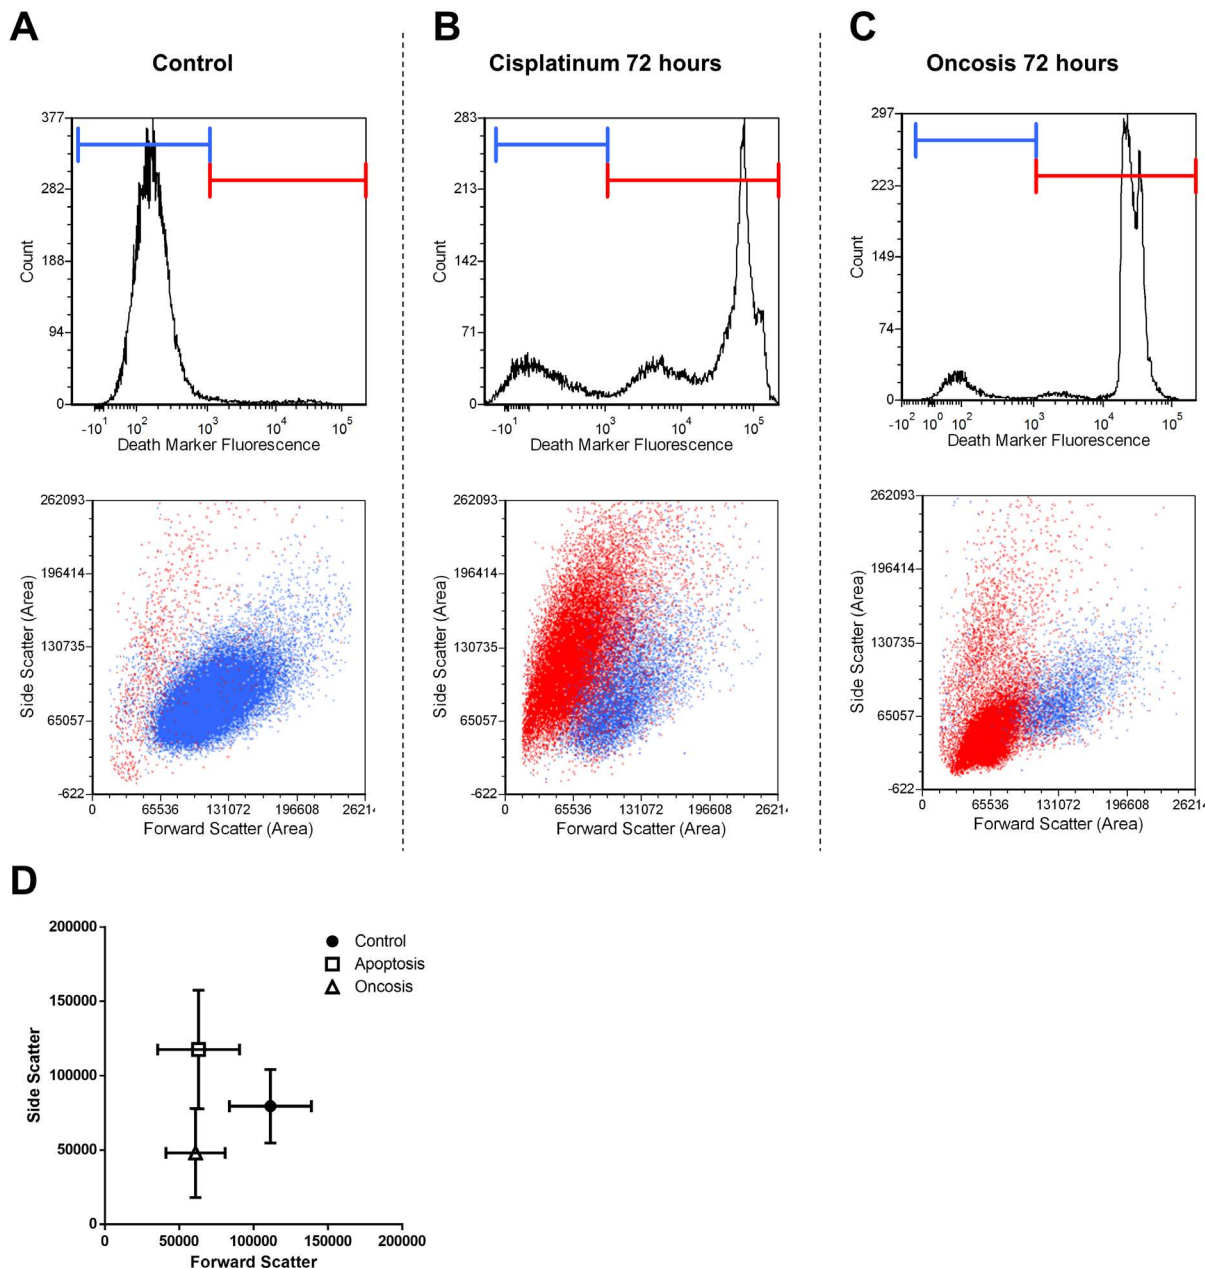 A
Control
377
282
188
94
0
Count
-10¹ 10² 10³ 10⁴ 10⁵
Death Marker Fluorescence
262093
196414
130735
65057
-622
Side Scatter (Area)
0 65536 131072 196608 26214
Forward Scatter (Area)
B
Cisplatinum 72 hours
283
213
142
71
0
Count
-10¹ 10³ 10⁴ 10⁵
Death Marker Fluorescence
262093
196414
130735
65057
-622
Side Scatter (Area)
0 65536 131072 196608 26214
Forward Scatter (Area)
C
Oncosis 72 hours
297
223
149
74
0
Count
-10² 10⁰ 10² 10³ 10⁴ 10⁵
Death Marker Fluorescence
262093
196414
130735
65057
-622
Side Scatter (Area)
0 65536 131072 196608 26214
Forward Scatter (Area)
D
200000
150000
100000
50000
0
Side Scatter
Control
Apoptosis
Oncosis
0 50000 100000 150000 200000
Forward Scatter